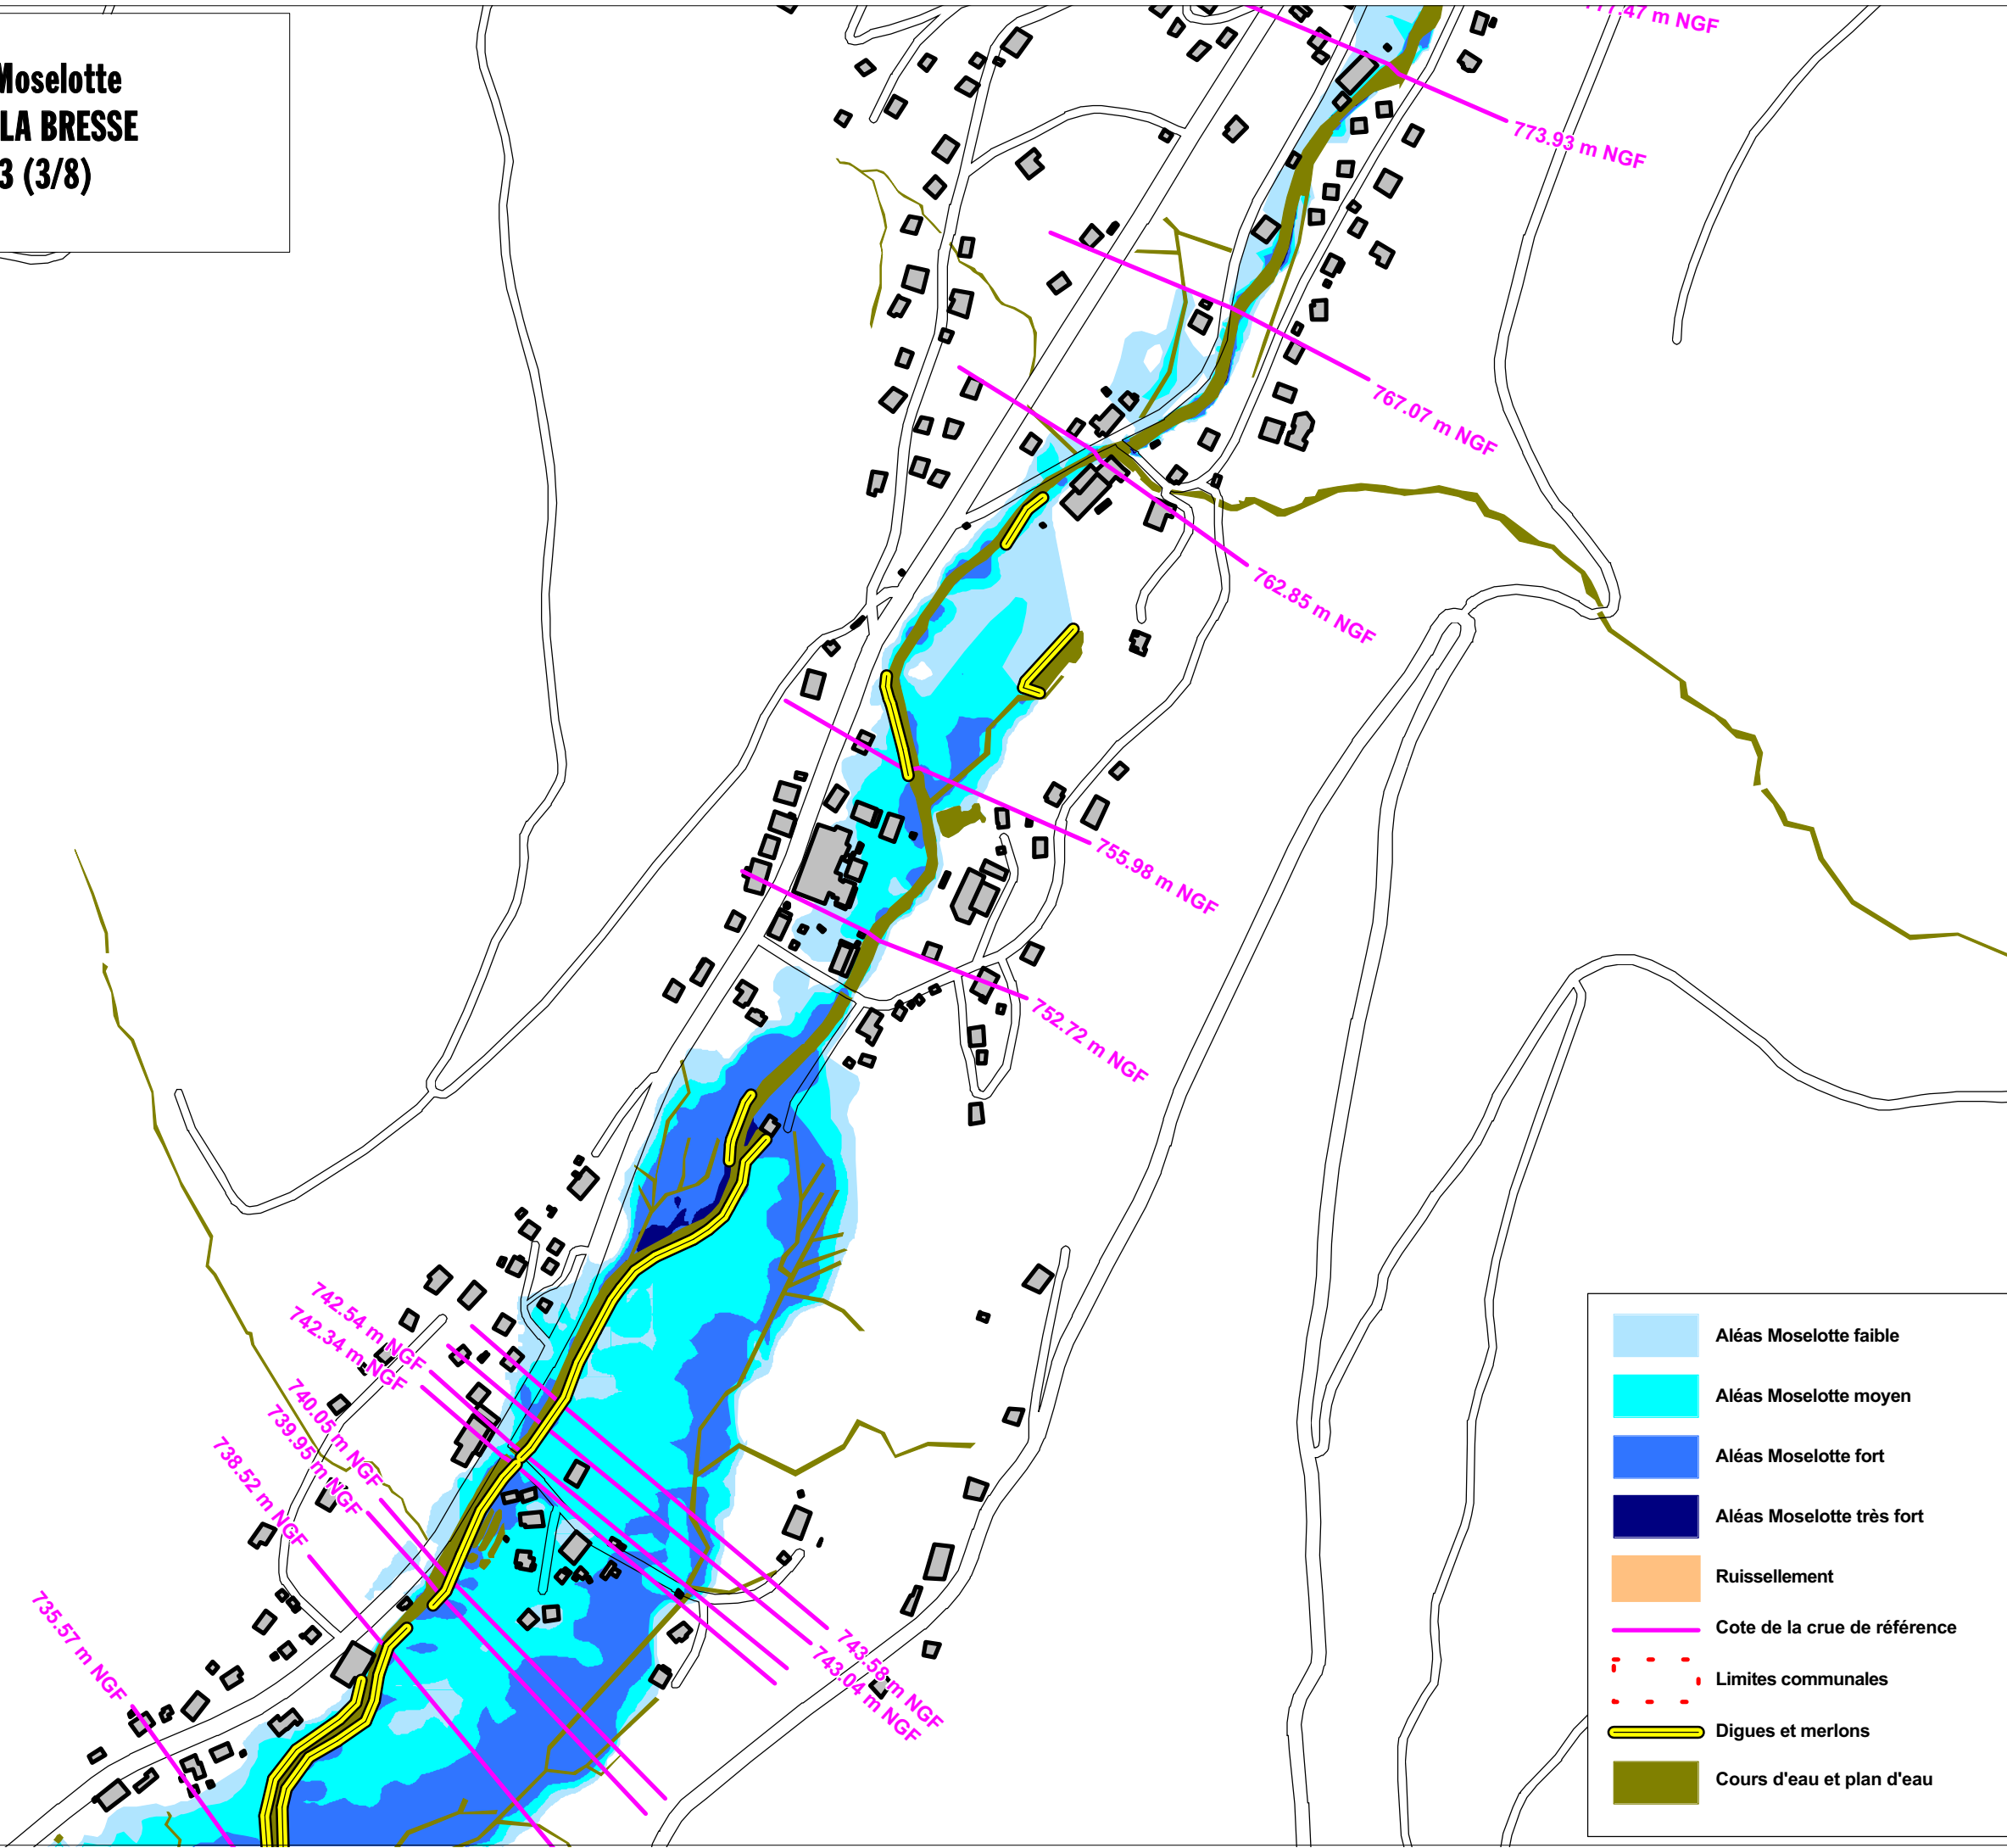 Moselotte
LA BRESSE
3 (3/8)
777.47 m NGF
773.93 m NGF
767.07 m NGF
762.85 m NGF
755.98 m NGF
752.72 m NGF
742.54 m NGF
742.34 m NGF
740.05 m NGF
739.95 m NGF
738.52 m NGF
735.57 m NGF
743.58 m NGF
743.04 m NGF
Aléas Moselotte faible
Aléas Moselotte moyen
Aléas Moselotte fort
Aléas Moselotte très fort
Ruissellement
Cote de la crue de référence
Limites communales
Digues et merlons
Cours d'eau et plan d'eau